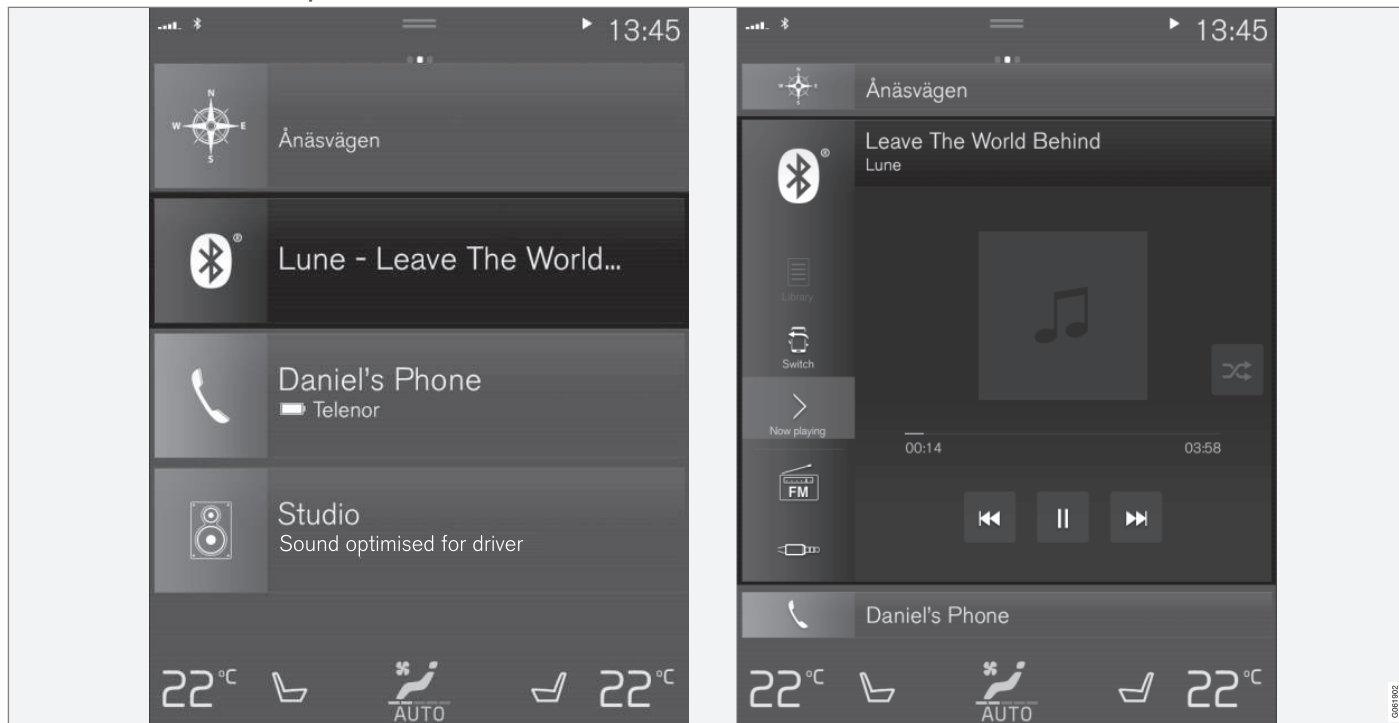 13:45
N
W E
S
Ånäsvägen
®
Lune - Leave The World...
Daniel's Phone
Telenor
Studio
Sound optimised for driver
22°C
AUTO
22°C
13:45
N
W E
S
Ånäsvägen
®
Leave The World Behind
Lune
Library
Switch
Now playing
00:14
03:58
FM
Daniel's Phone
22°C
AUTO
22°C
G061902